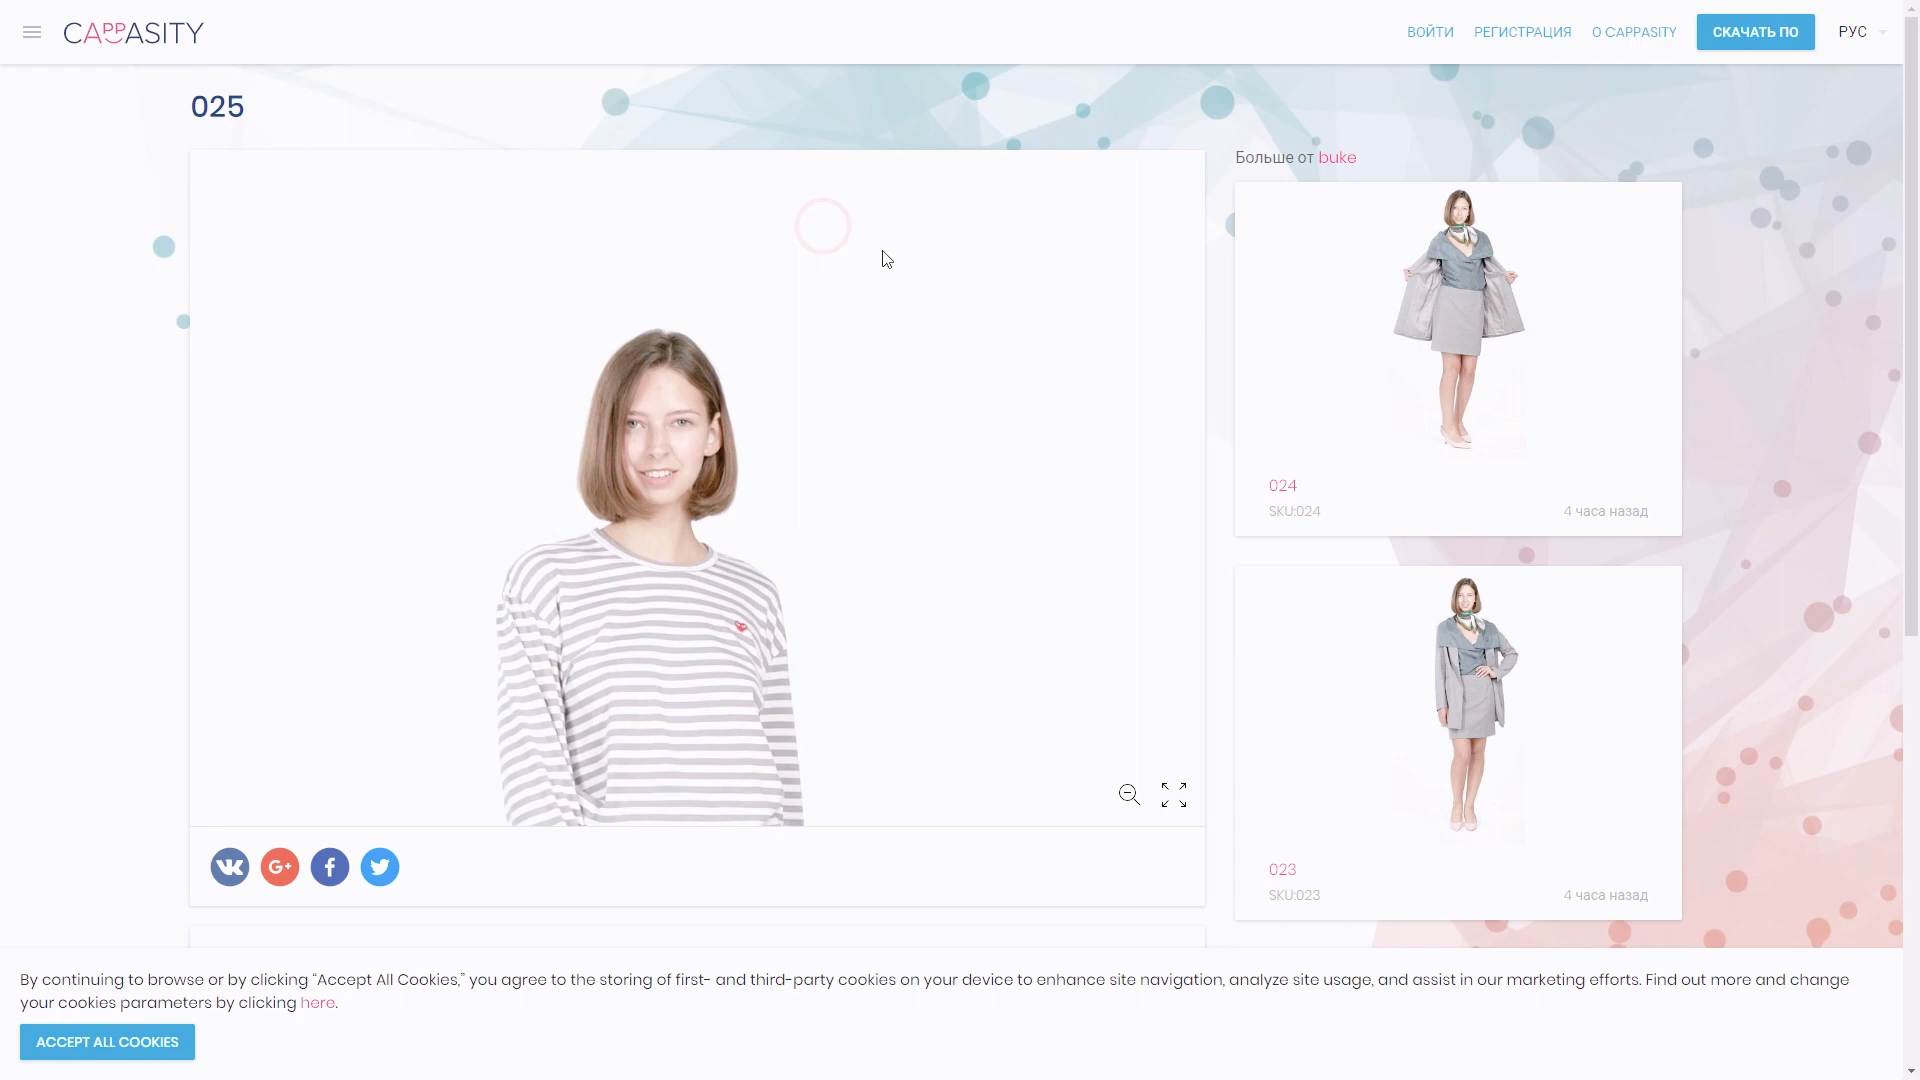 CAPPASITY
ВОЙТИ РЕГИСТРАЦИЯ О CAPPASITY СКАЧАТЬ ПО РУС
025
Больше от buke
024
SKU:024 4 часа назад
023
SKU:023 4 часа назад
By continuing to browse or by clicking “Accept All Cookies,” you agree to the storing of first- and third-party cookies on your device to enhance site navigation, analyze site usage, and assist in our marketing efforts. Find out more and change
your cookies parameters by clicking here.
ACCEPT ALL COOKIES